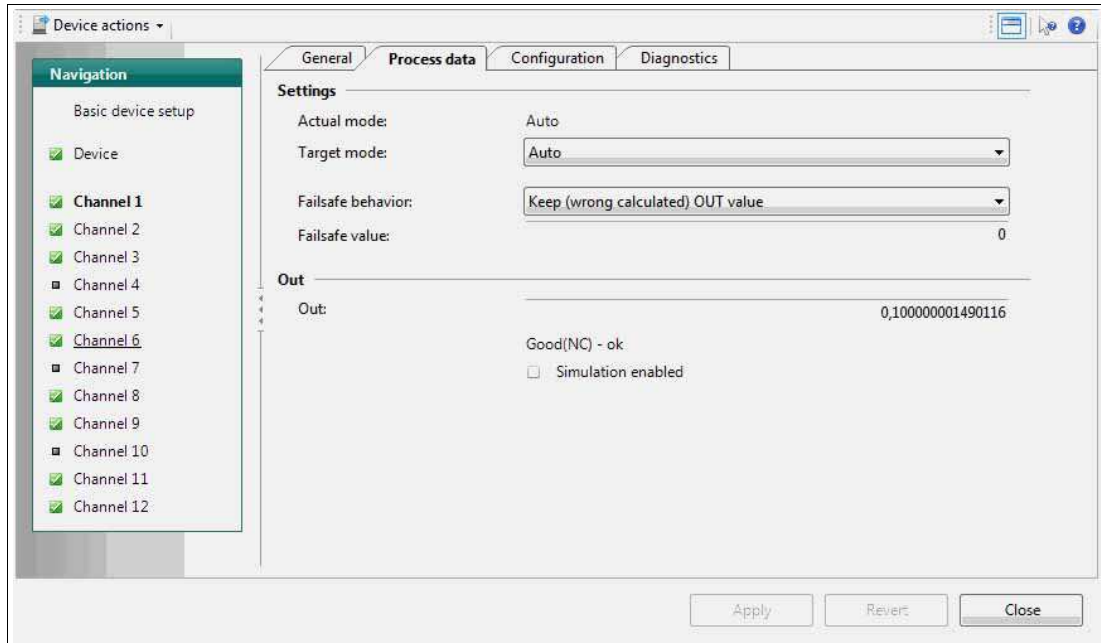 Device actions
Navigation
Basic device setup
Device
Channel 1
Channel 2
Channel 3
Channel 4
Channel 5
Channel 6
Channel 7
Channel 8
Channel 9
Channel 10
Channel 11
Channel 12
General Process data Configuration Diagnostics
Settings
Actual mode: Auto
Target mode: Auto
Failsafe behavior: Keep (wrong calculated) OUT value
Failsafe value: 0
Out
Out: 0,100000001490116
Good(NC) - ok
Simulation enabled
Apply Revert Close